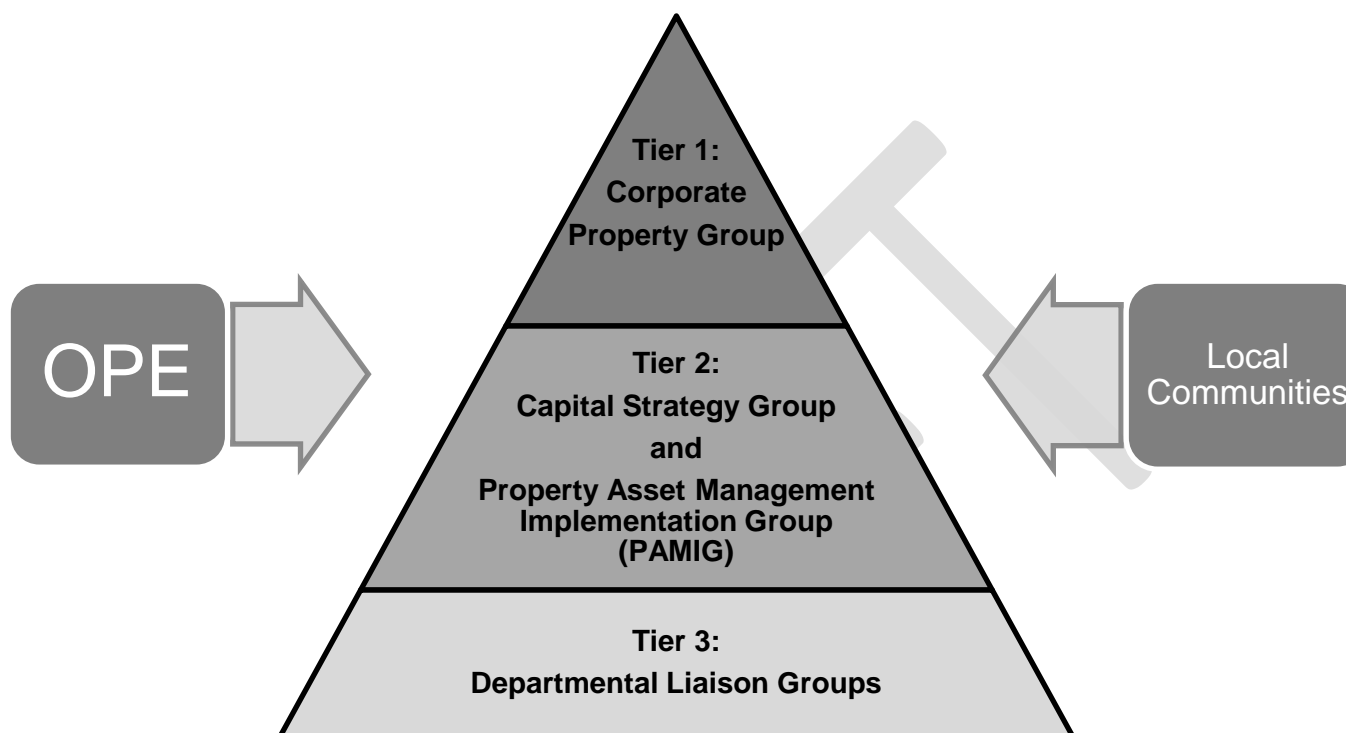 Tier 1:
Corporate
Property Group
OPE
Local
Communities
Tier 2:
Capital Strategy Group
and
Property Asset Management
Implementation Group
(PAMIG)
Tier 3:
Departmental Liaison Groups